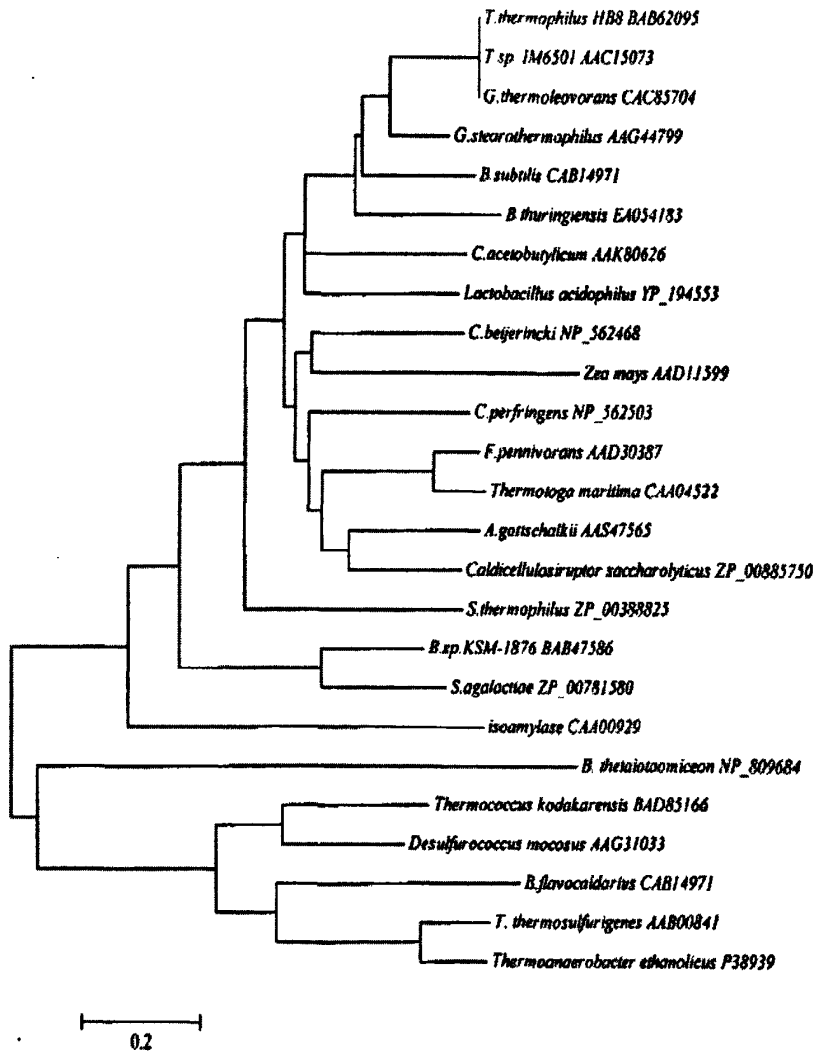 T.thermophilus HB8 BAB62095
T sp. IM6501 AAC15073
G.thermoleovorans CAC85704
G.stearothermophilus AAG44799
B.subtilis CAB14971
B.thuringiensis EA054183
C.acetobutylicum AAK80626
Lactobacillus acidophilus YP_194553
C.beijerincki NP_562468
Zea mays AAD11599
C.perfringens NP_562503
F.pennivorans AAD30387
Thermotoga maritima CAA04522
A.gottschalkii AAS47565
Caldicellulosiruptor saccharolyticus ZP_00885750
S.thermophilus ZP_00388825
B.sp.KSM-1876 BAB47586
S.agalactiae ZP_00781580
isoamylase CAA00929
B. thetaiotaomiceon NP_809684
Thermococcus kodakarensis BAD85166
Desulfurococcus mocosus AAG31033
B.flavocaldarius CAB14971
T. thermosulfurigenes AAB00841
Thermoanaerobacter ethanolicus P38939
0.2